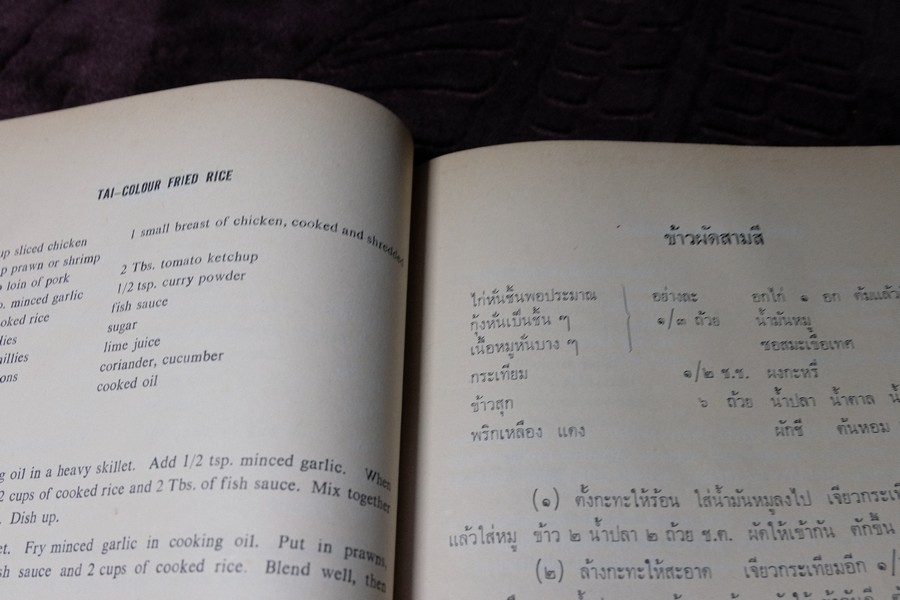 TAI-COLOUR FRIED RICE
up sliced chicken 1 small breast of chicken, cooked and shredded
p prawn or shrimp
loin of pork 2 Tbs. tomato ketchup
minced garlic 1/2 tsp. curry powder
oked rice fish sauce
lies sugar
illies lime juice
ons coriander, cucumber
cooked oil
g oil in a heavy skillet. Add 1/2 tsp. minced garlic. When
2 cups of cooked rice and 2 Tbs. of fish sauce. Mix together
. Dish up.
et. Fry minced garlic in cooking oil. Put in prawns,
sh sauce and 2 cups of cooked rice. Blend well, then
ข้าวผัดสามสี
ไก่หั่นชิ้นพอประมาณ อย่างละ อกไก่ ๑ อก ต้มแล้ว
กุ้งหั่นเป็นชิ้น ๆ ๑/๓ ถ้วย น้ำมันหมู
เนื้อหมูหั่นบาง ๆ ซอสมะเขือเทศ
กระเทียม ๑/๒ ช.ช. ผงกะหรี่
ข้าวสุก ๖ ถ้วย น้ำปลา น้ำตาล
พริกเหลือง แดง ผักชี ต้นหอม
(๑) ตั้งกะทะให้ร้อน ใส่น้ำมันหมูลงไป เจียวกระเ
แล้วใส่หมู ข้าว ๒ น้ำปลา ๒ ถ้วย ช.ต. ผัดให้เข้ากัน ตักขึ้น
(๒) ล้างกะทะให้สะอาด เจียวกระเทียมอีก ๑/